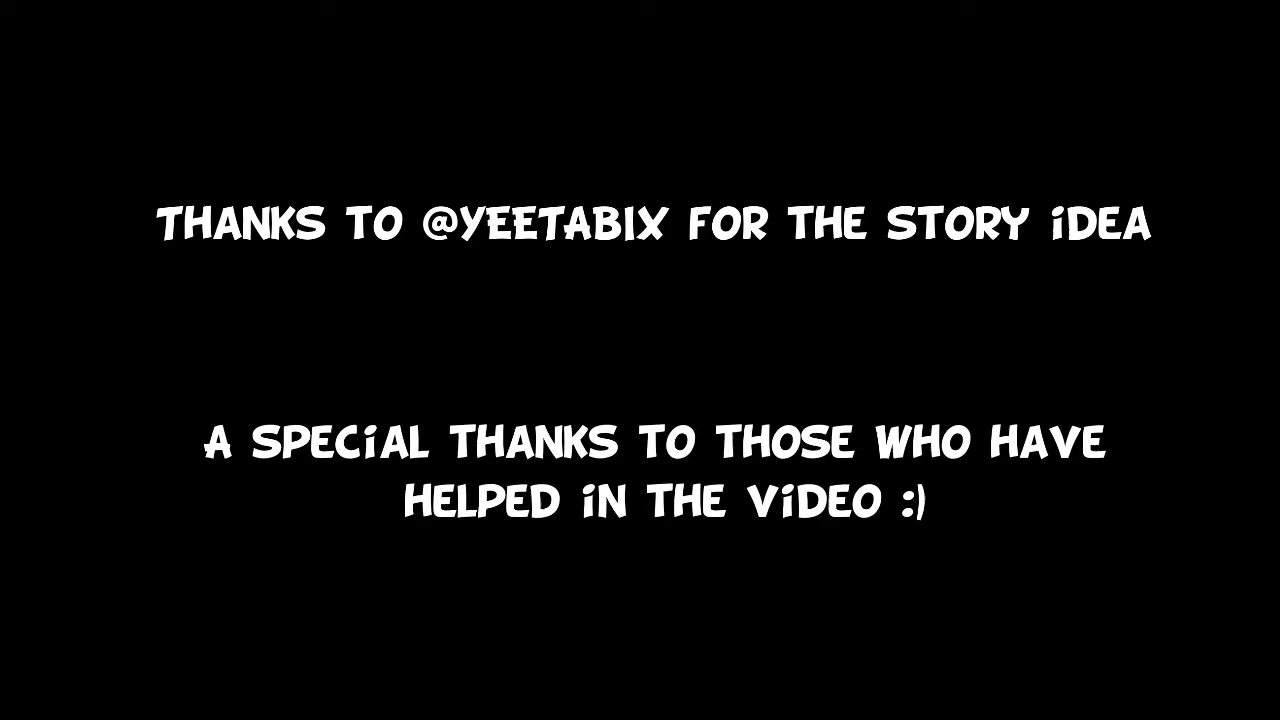 THANKS TO @YEETABIX FOR THE STORY iDEA
A SPECiAL THANKS TO THOSE WHO HAVE
HELPED iN THE ViDEO :)